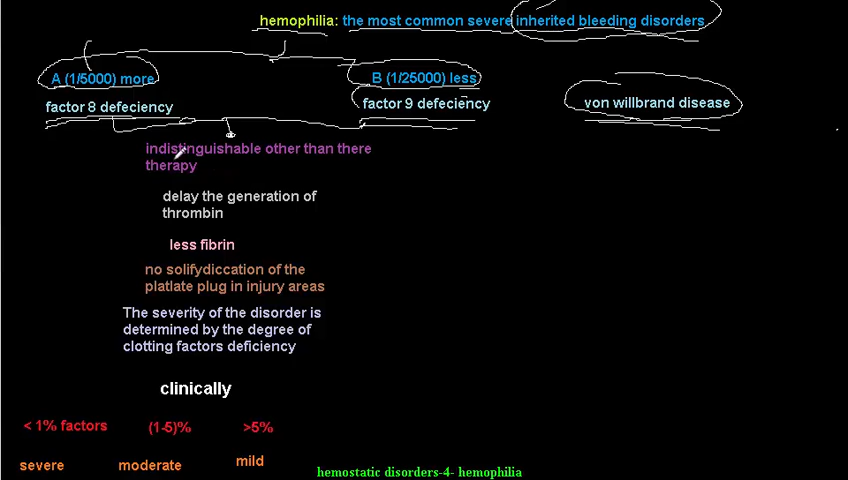 hemophilia: the most common severe inherited bleeding disorders
A (1/5000) more
B (1/25000) less
factor 8 defeciency
factor 9 defeciency
von willbrand disease
indistinguishable other than there
therapy
delay the generation of
thrombin
less fibrin
no solifydiccation of the
platlate plug in injury areas
The severity of the disorder is
determined by the degree of
clotting factors deficiency
clinically
< 1% factors
(1-5)%
>5%
severe
moderate
mild
hemostatic disorders-4- hemophilia